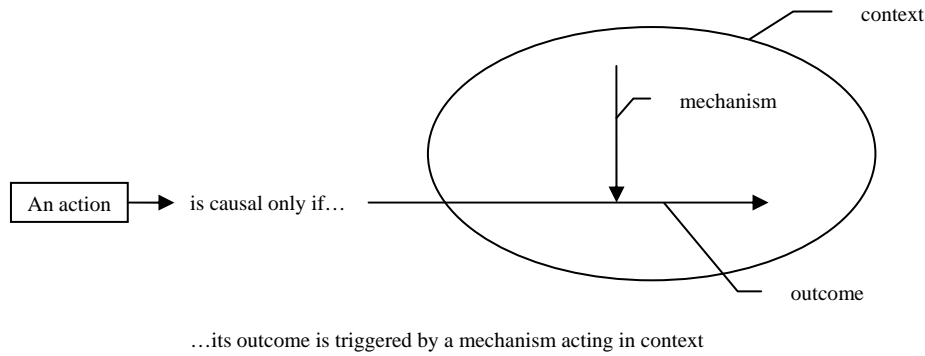 context
mechanism
An action
is causal only if…
outcome
…its outcome is triggered by a mechanism acting in context